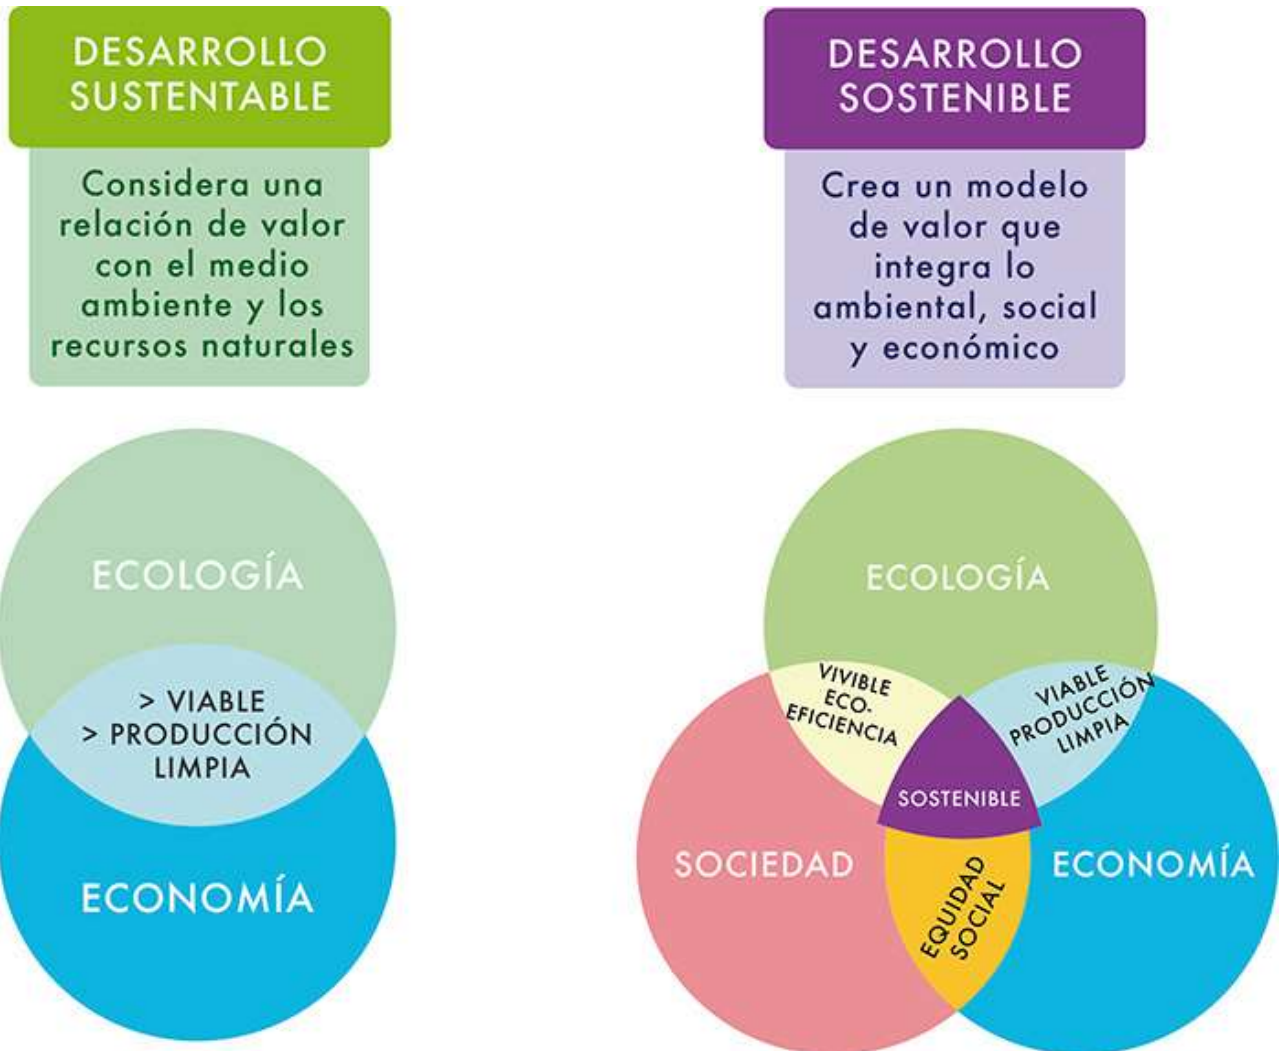 DESARROLLO
SUSTENTABLE
Considera una
relación de valor
con el medio
ambiente y los
recursos naturales
ECOLOGÍA
> VIABLE
> PRODUCCIÓN
LIMPIA
ECONOMÍA
DESARROLLO
SOSTENIBLE
Crea un modelo
de valor que
integra lo
ambiental, social
y económico
ECOLOGÍA
VIVIBLE
ECO-
EFICIENCIA
VIABLE
PRODUCCIÓN
LIMPIA
SOSTENIBLE
SOCIEDAD
ECONOMÍA
EQUIDAD
SOCIAL